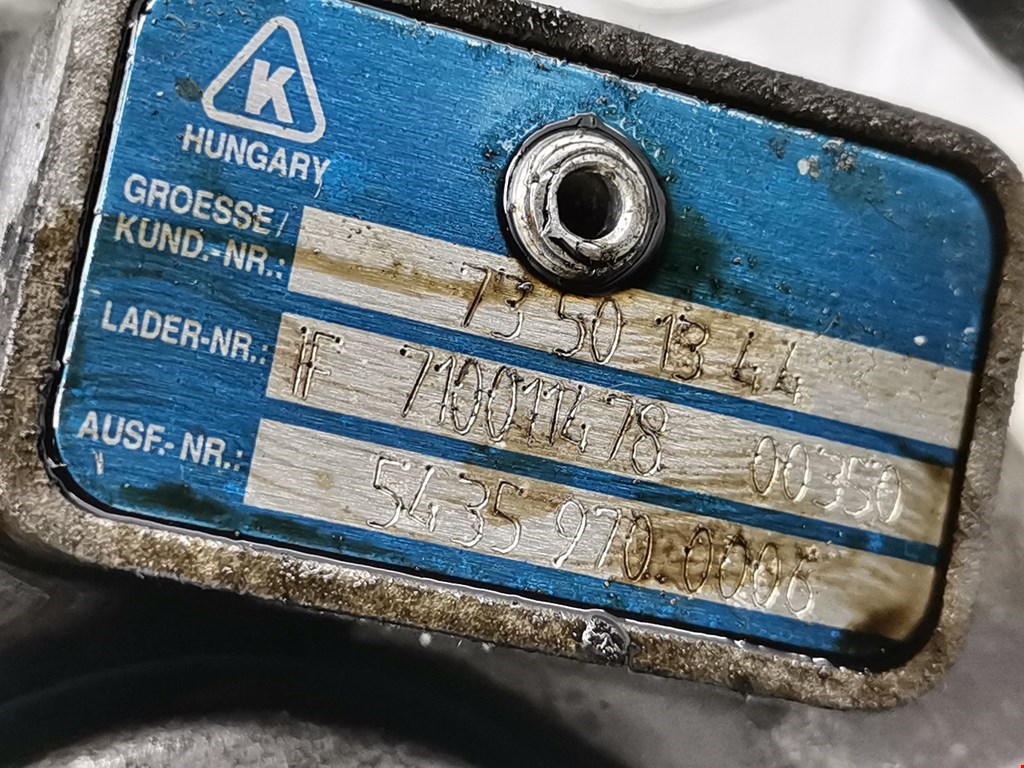 K
HUNGARY
GROESSE/
KUND.-NR.: 73 50 13 44
LADER-NR.: IF 710011478 00350
AUSF.-NR.: 5435 970 0006